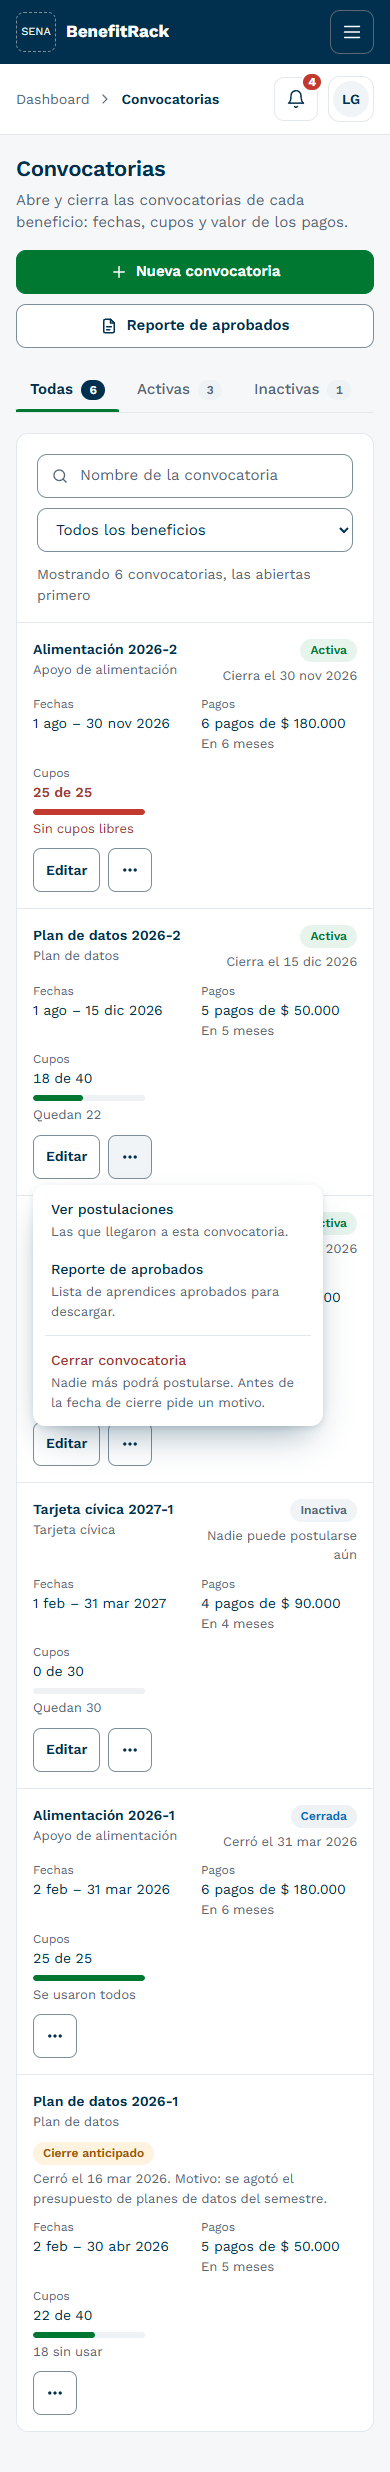 SENA
BenefitRack
Dashboard > Convocatorias
4
LG
Convocatorias
Abre y cierra las convocatorias de cada
beneficio: fechas, cupos y valor de los pagos.
+ Nueva convocatoria
Reporte de aprobados
Todas 6
Activas 3
Inactivas 1
Nombre de la convocatoria
Todos los beneficios
Mostrando 6 convocatorias, las abiertas
primero
Alimentación 2026-2
Activa
Apoyo de alimentación
Cierra el 30 nov 2026
Fechas
Pagos
1 ago – 30 nov 2026
6 pagos de $ 180.000
En 6 meses
Cupos
25 de 25
Sin cupos libres
Editar
Plan de datos 2026-2
Activa
Plan de datos
Cierra el 15 dic 2026
Fechas
Pagos
1 ago – 15 dic 2026
5 pagos de $ 50.000
En 5 meses
Cupos
18 de 40
Quedan 22
Editar
Ver postulaciones
Las que llegaron a esta convocatoria.
Reporte de aprobados
Lista de aprendices aprobados para
descargar.
Cerrar convocatoria
Nadie más podrá postularse. Antes de
la fecha de cierre pide un motivo.
ctiva
2026
00
Editar
Tarjeta cívica 2027-1
Inactiva
Tarjeta cívica
Nadie puede postularse
aún
Fechas
Pagos
1 feb – 31 mar 2027
4 pagos de $ 90.000
En 4 meses
Cupos
0 de 30
Quedan 30
Editar
Alimentación 2026-1
Cerrada
Apoyo de alimentación
Cerró el 31 mar 2026
Fechas
Pagos
2 feb – 31 mar 2026
6 pagos de $ 180.000
En 6 meses
Cupos
25 de 25
Se usaron todos
Plan de datos 2026-1
Plan de datos
Cierre anticipado
Cerró el 16 mar 2026. Motivo: se agotó el
presupuesto de planes de datos del semestre.
Fechas
Pagos
2 feb – 30 abr 2026
5 pagos de $ 50.000
En 5 meses
Cupos
22 de 40
18 sin usar